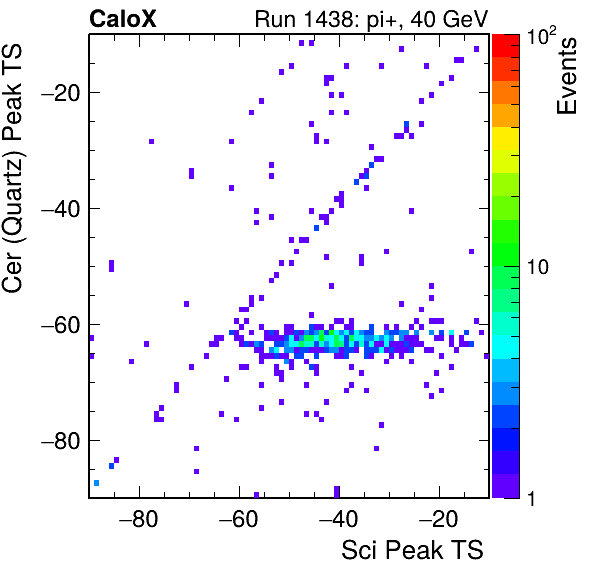 CaloX Run 1438: pi+, 40 GeV
Cer (Quartz) Peak TS
−20
−40
−60
−80
−80 −60 −40 −20
Sci Peak TS
10²
10
1
Events